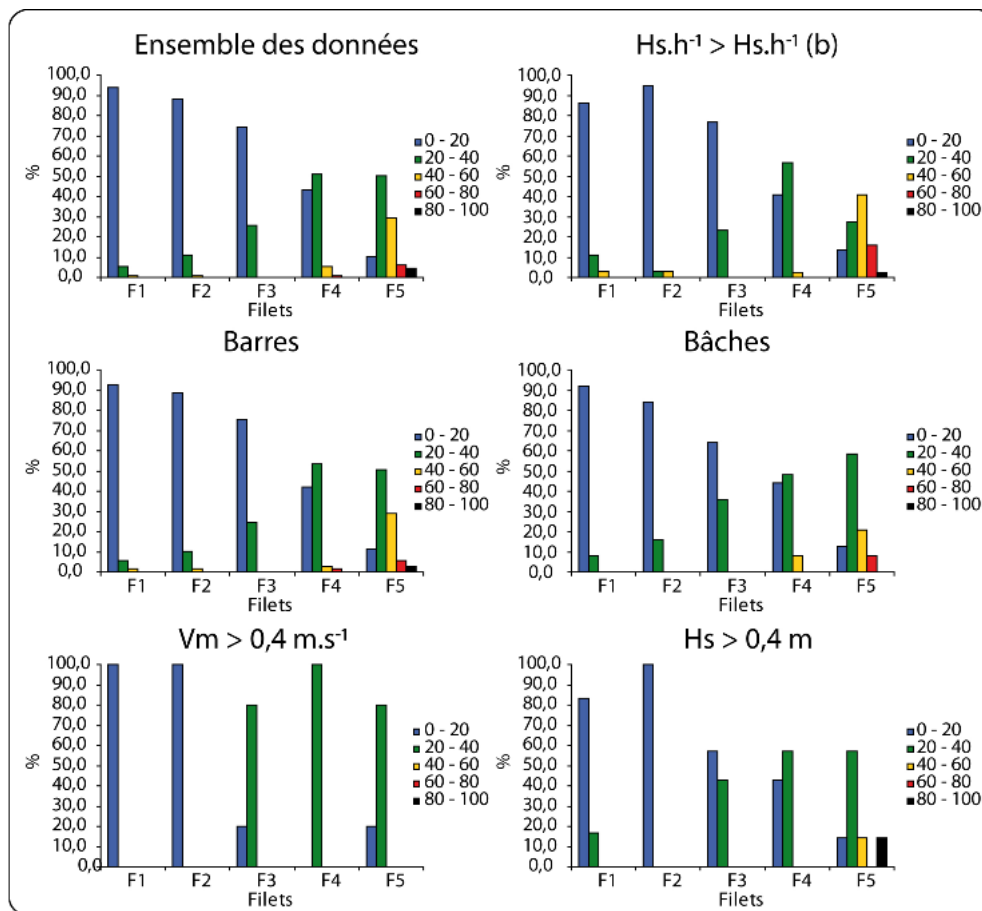 Ensemble des données
100,0
90,0
80,0
70,0
60,0
50,0
40,0
30,0
20,0
10,0
0,0
%
F1 F2 F3 F4 F5
Filets
0 - 20
20 - 40
40 - 60
60 - 80
80 - 100
Hs.h⁻¹ > Hs.h⁻¹ (b)
100,0
90,0
80,0
70,0
60,0
50,0
40,0
30,0
20,0
10,0
0,0
%
F1 F2 F3 F4 F5
Filets
0 - 20
20 - 40
40 - 60
60 - 80
80 - 100
Barres
100,0
90,0
80,0
70,0
60,0
50,0
40,0
30,0
20,0
10,0
0,0
%
F1 F2 F3 F4 F5
Filets
0 - 20
20 - 40
40 - 60
60 - 80
80 - 100
Bâches
100,0
90,0
80,0
70,0
60,0
50,0
40,0
30,0
20,0
10,0
0,0
%
F1 F2 F3 F4 F5
Filets
0 - 20
20 - 40
40 - 60
60 - 80
80 - 100
Vm > 0,4 m.s⁻¹
100,0
90,0
80,0
70,0
60,0
50,0
40,0
30,0
20,0
10,0
0,0
%
F1 F2 F3 F4 F5
Filets
0 - 20
20 - 40
40 - 60
60 - 80
80 - 100
Hs > 0,4 m
100,0
90,0
80,0
70,0
60,0
50,0
40,0
30,0
20,0
10,0
0,0
%
F1 F2 F3 F4 F5
Filets
0 - 20
20 - 40
40 - 60
60 - 80
80 - 100